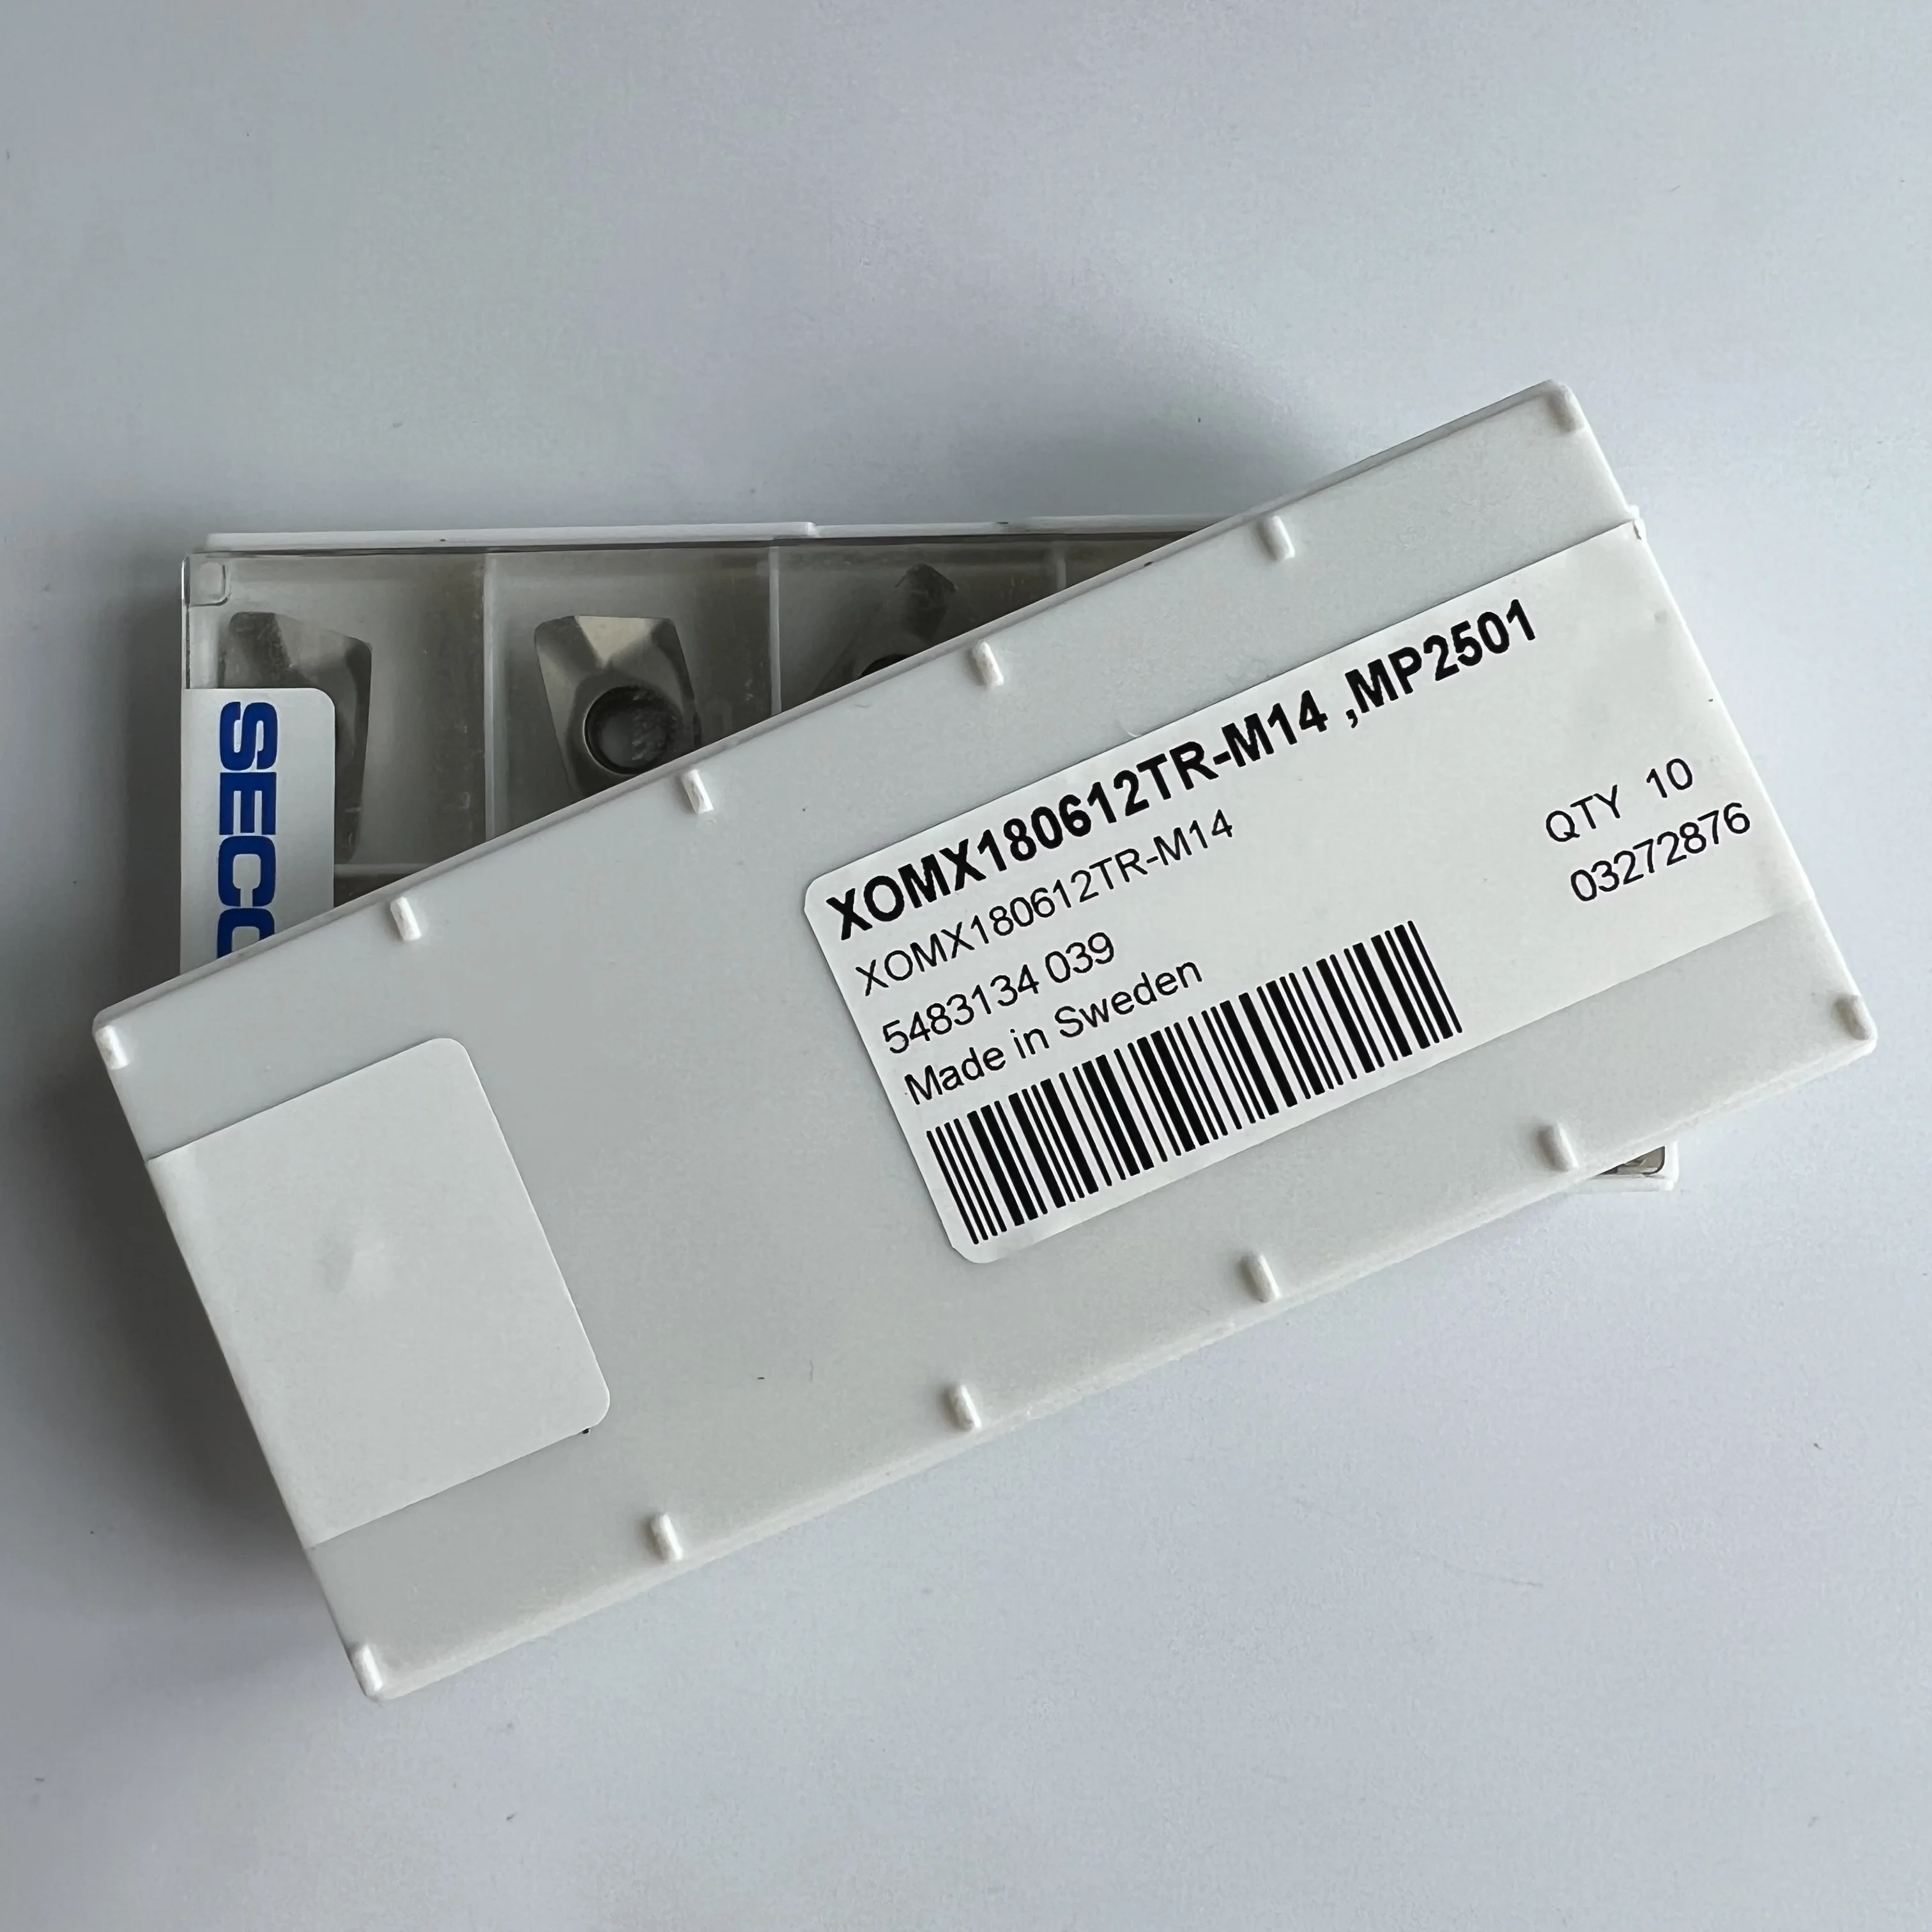 SECO
XOMX180612TR-M14 ,MP2501
XOMX180612TR-M14
5483134 039
Made in Sweden
QTY 10
03272876